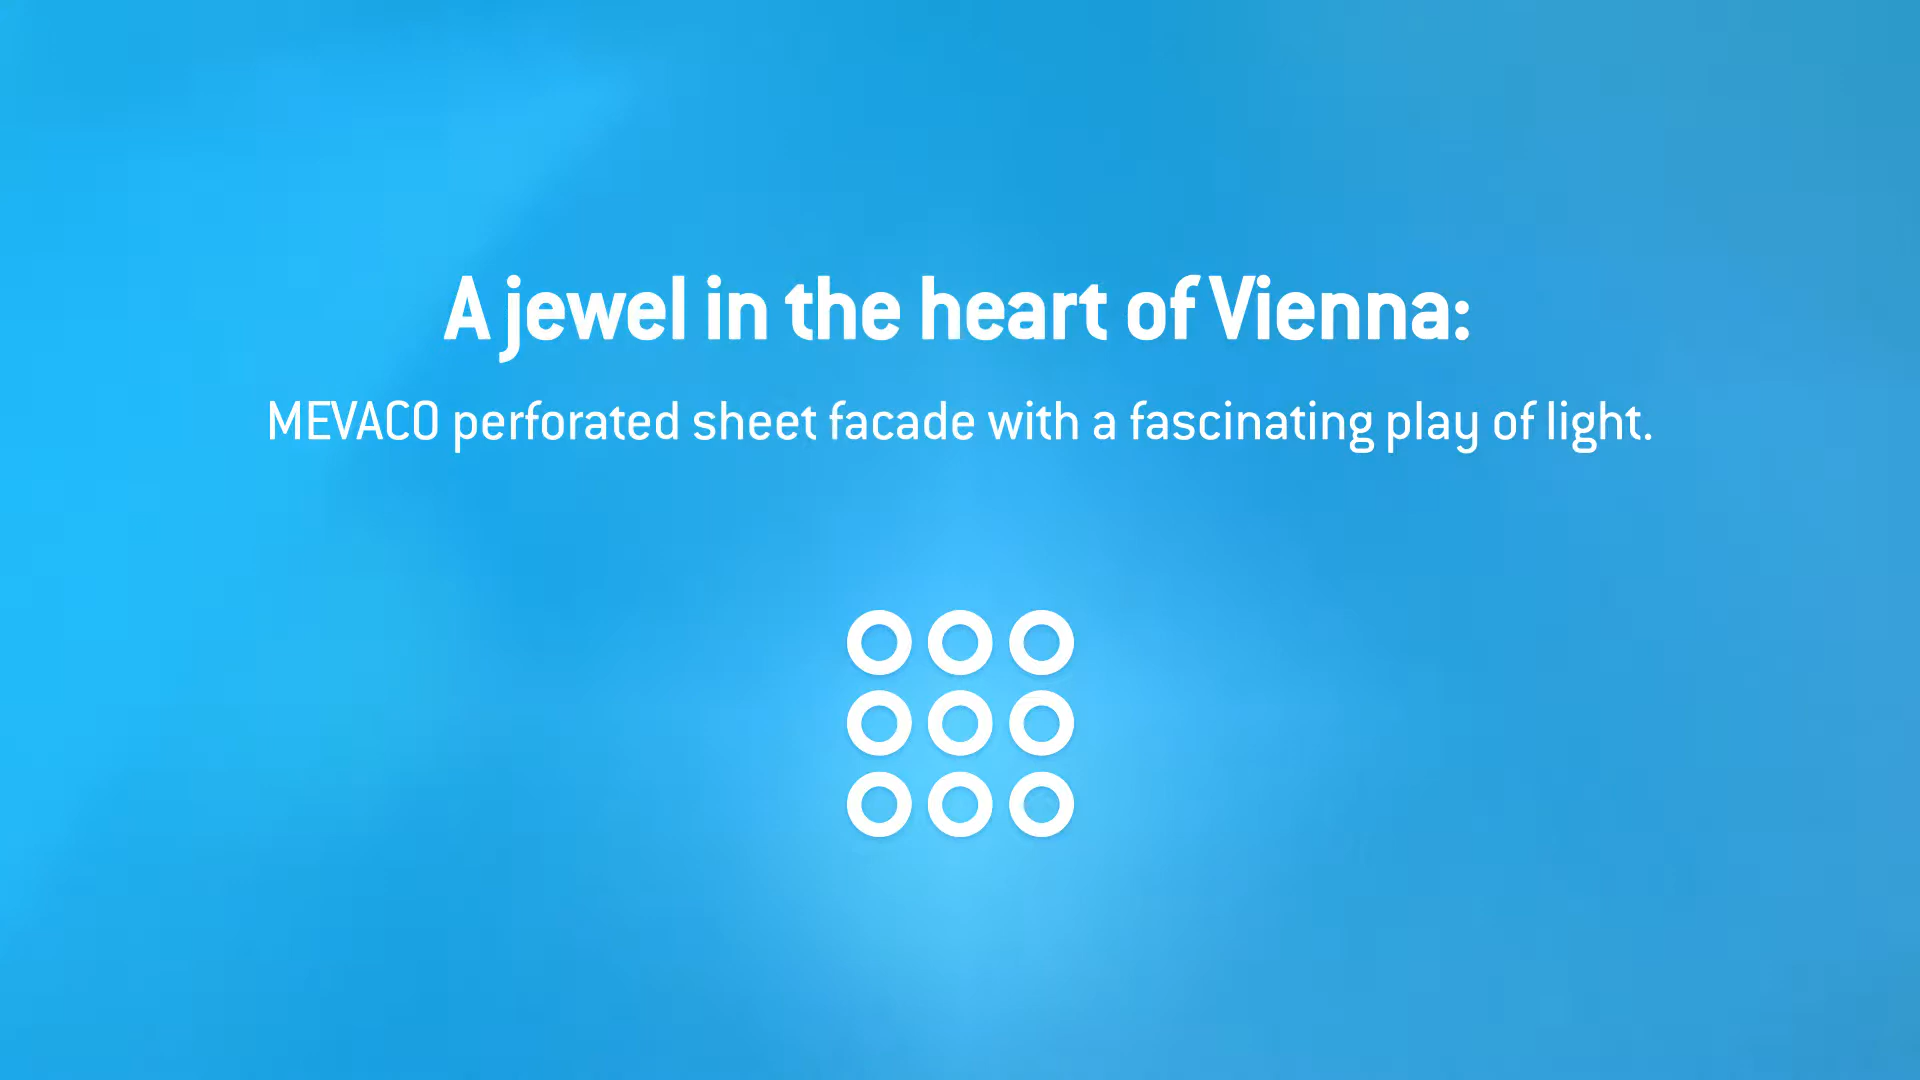 A jewel in the heart of Vienna:
MEVACO perforated sheet facade with a fascinating play of light.